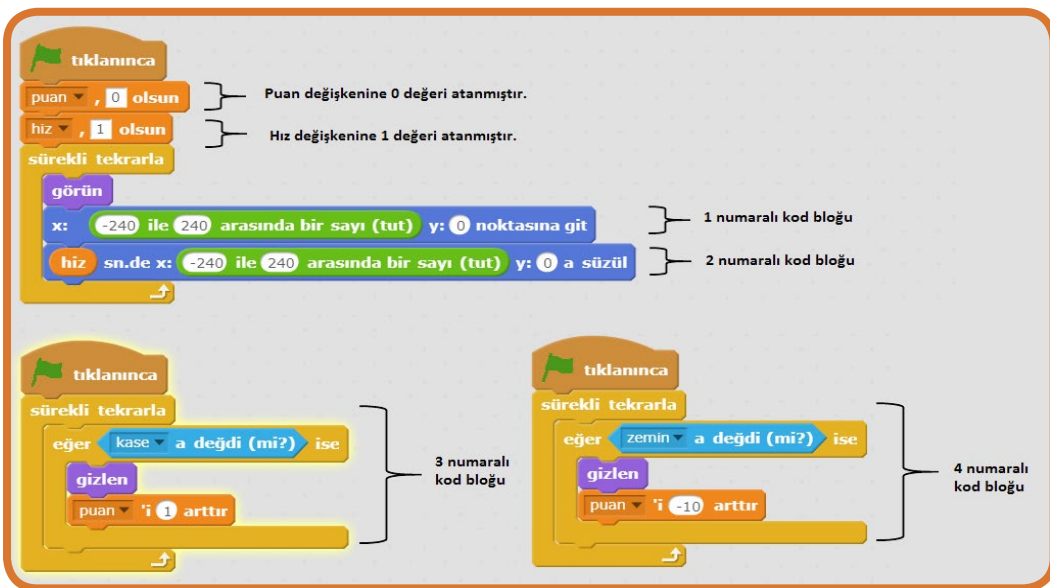 tıklanınca
puan , 0 olsun
Puan değişkenine 0 değeri atanmıştır.
hiz , 1 olsun
Hız değişkenine 1 değeri atanmıştır.
sürekli tekrarla
görün
x: -240 ile 240 arasında bir sayı (tut) y: 0 noktasına git
1 numaralı kod bloğu
hiz sn.de x: -240 ile 240 arasında bir sayı (tut) y: 0 a süzül
2 numaralı kod bloğu
tıklanınca
sürekli tekrarla
eğer kase a değdi (mi?) ise
gizlen
puan 'i 1 arttır
3 numaralı
kod bloğu
tıklanınca
sürekli tekrarla
eğer zemin a değdi (mi?) ise
gizlen
puan 'i -10 arttır
4 numaralı
kod bloğu